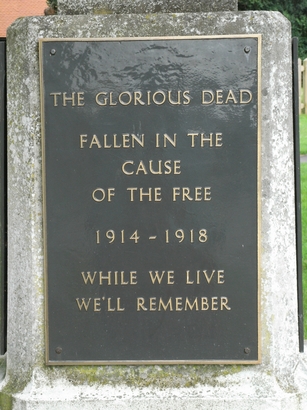 THE GLORIOUS DEAD
FALLEN IN THE
CAUSE
OF THE FREE
1914 - 1918
WHILE WE LIVE
WE'LL REMEMBER